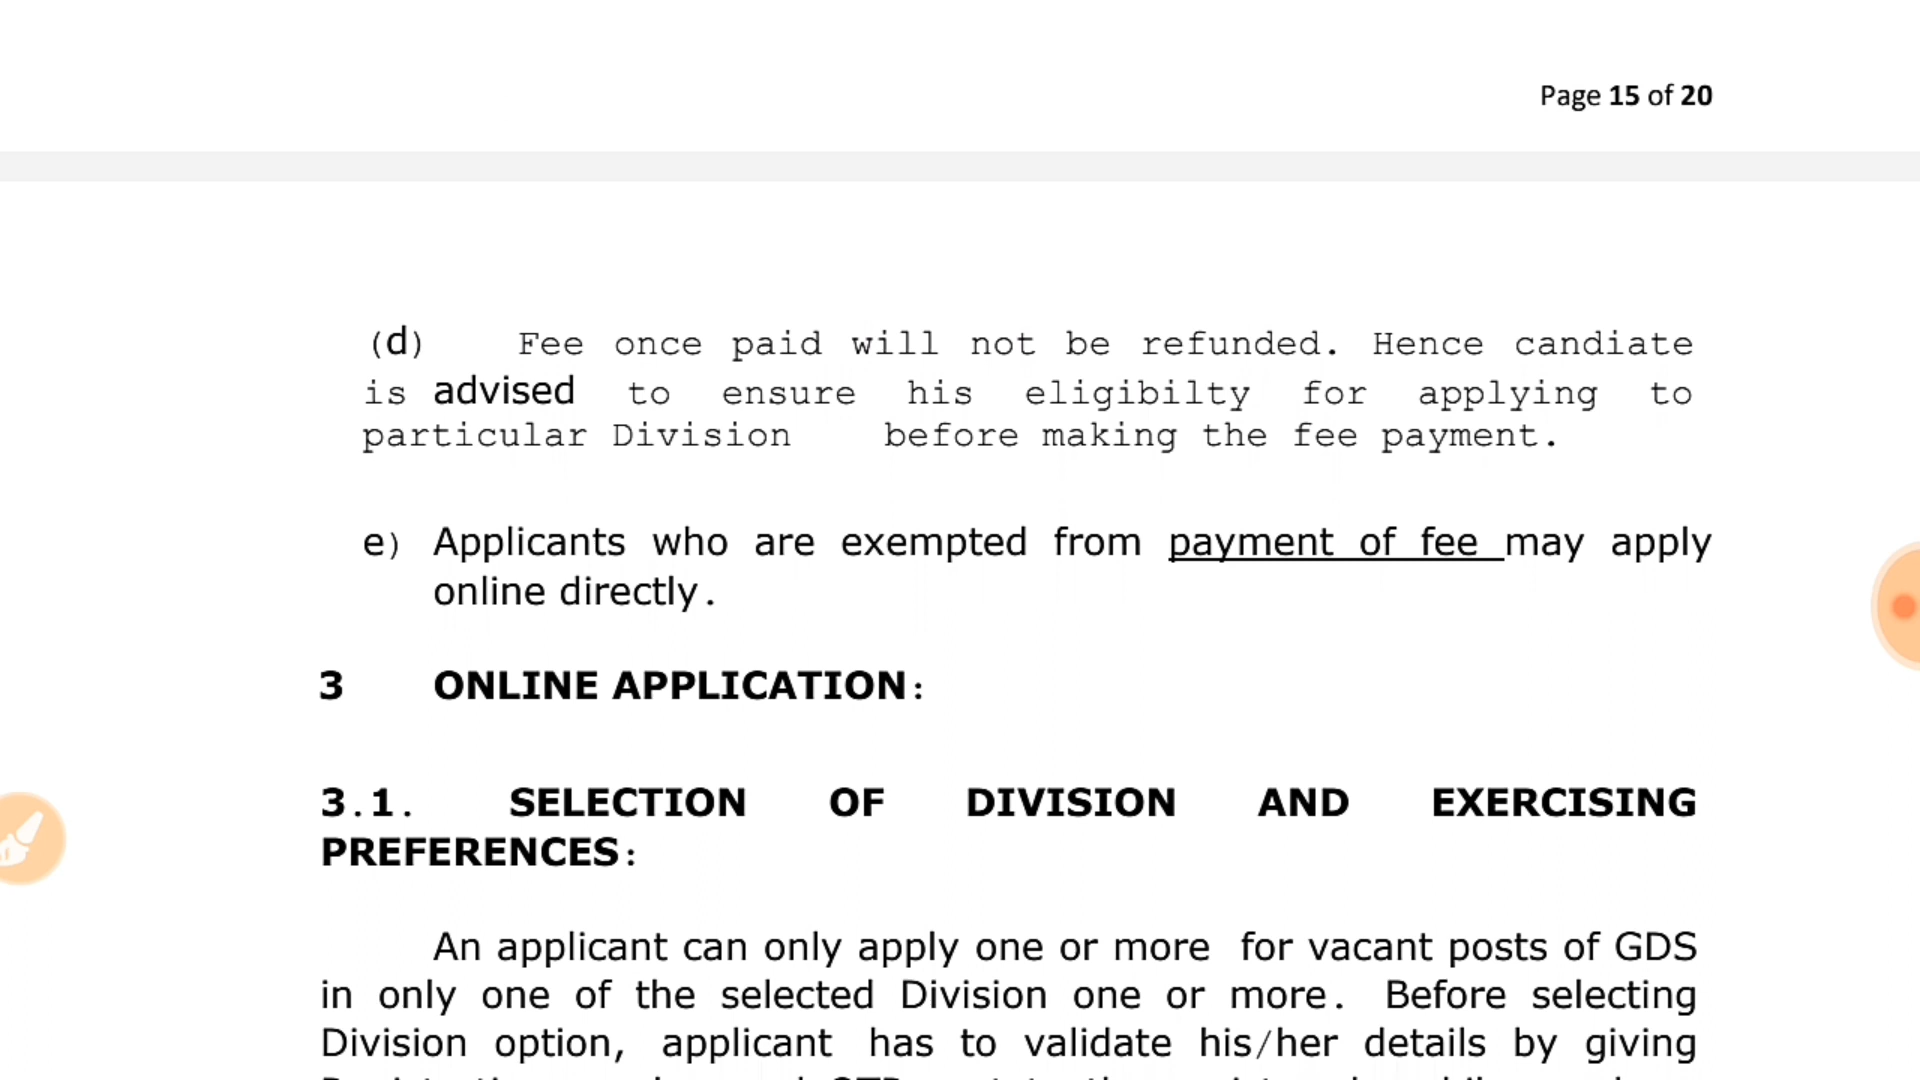 Page 15 of 20
(d) Fee once paid will not be refunded. Hence candiate
is advised to ensure his eligibilty for applying to
particular Division before making the fee payment.
e) Applicants who are exempted from payment of fee may apply
online directly.
3 ONLINE APPLICATION:
3.1. SELECTION OF DIVISION AND EXERCISING
PREFERENCES:
An applicant can only apply one or more for vacant posts of GDS
in only one of the selected Division one or more. Before selecting
Division option, applicant has to validate his/her details by giving